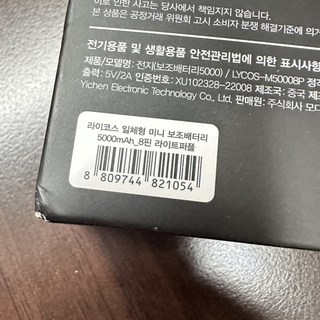 로 인한 사고는 당사에서 책임지지 않습니다.
본 상품은 공정거래 위원회 고시 소비자 분쟁 해결기준에 의거
전기용품 및 생활용품 안전관리법에 의한 표시사항
제품/모델명: 전지(보조배터리5000) / LYCOS-M50008P 정격
출력: 5V/2A 인증번호: XU102328-22008 제조국: 중국 제조
Yichen Electronic Technology Co., Ltd. 판매원: 주식회사 모다
라이코스 일체형 미니 보조배터리
5000mAh_8핀 라이트퍼플
8 809744 821054